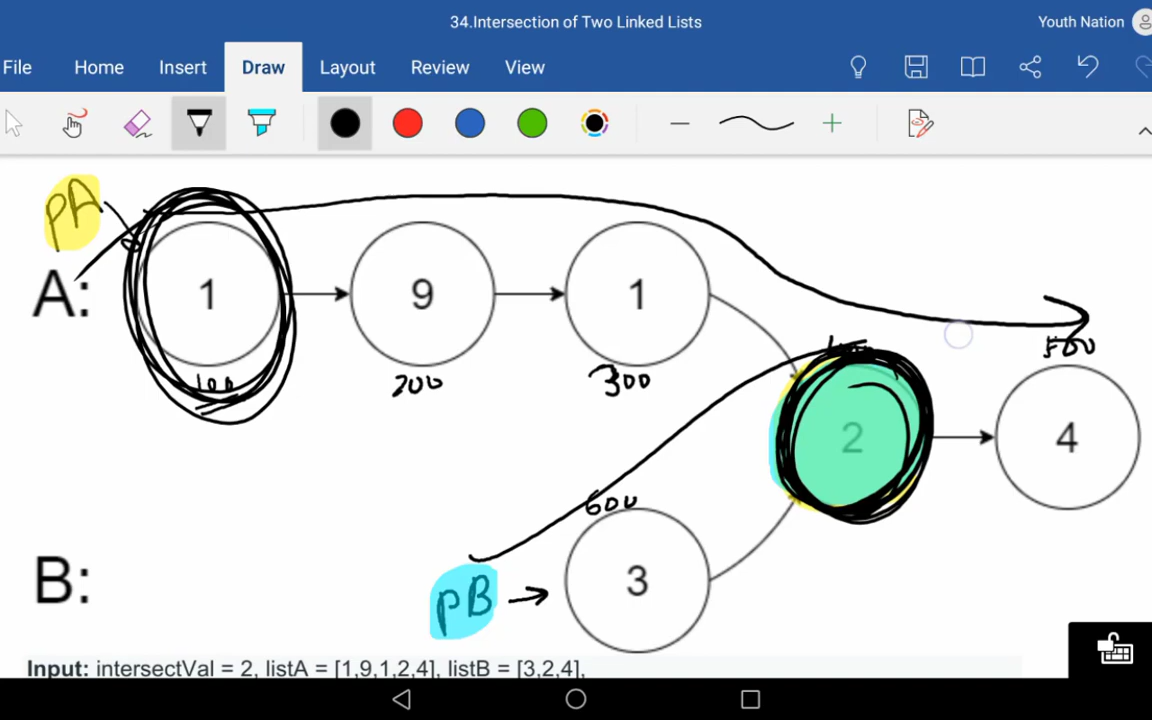 34.Intersection of Two Linked Lists
Youth Nation
File Home Insert Draw Layout Review View
pA
A: 1 9 1
100 200 300 500
2 4
600
B: pB 3
Input: intersectVal = 2, listA = [1,9,1,2,4], listB = [3,2,4],